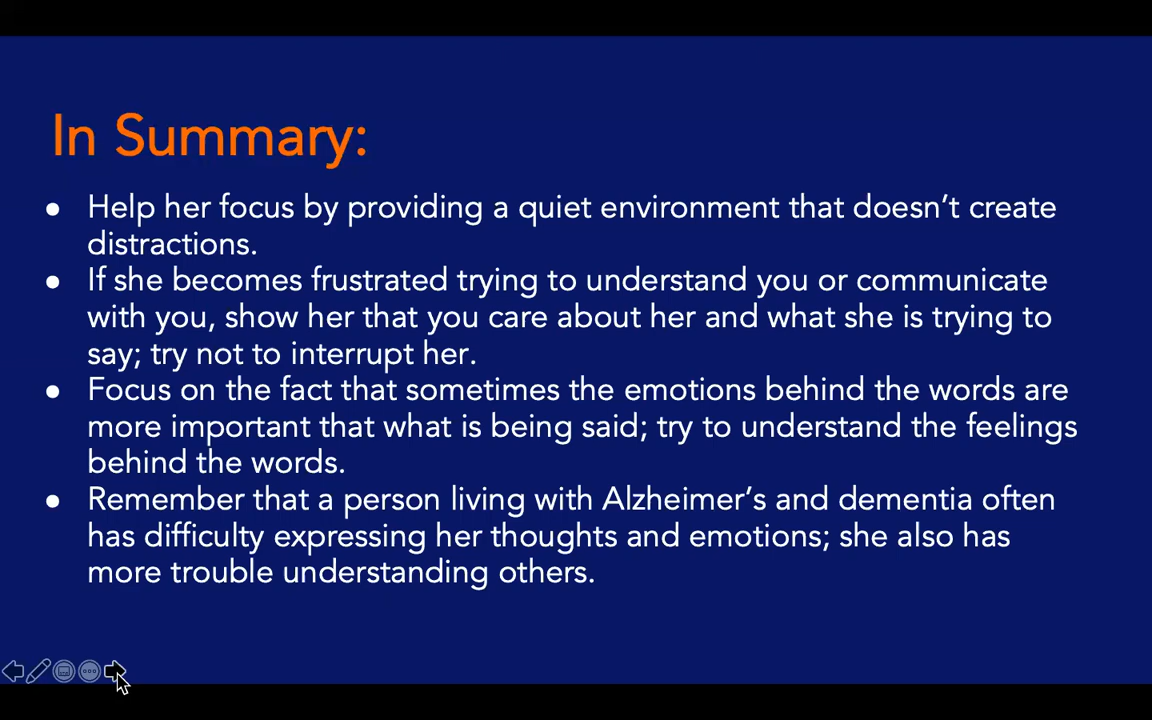 In Summary:
● Help her focus by providing a quiet environment that doesn’t create
distractions.
● If she becomes frustrated trying to understand you or communicate
with you, show her that you care about her and what she is trying to
say; try not to interrupt her.
● Focus on the fact that sometimes the emotions behind the words are
more important that what is being said; try to understand the feelings
behind the words.
● Remember that a person living with Alzheimer’s and dementia often
has difficulty expressing her thoughts and emotions; she also has
more trouble understanding others.